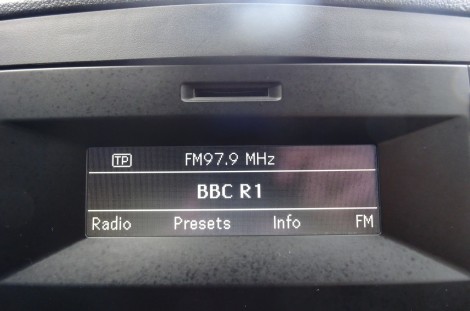 TP FM97.9 MHz
BBC R1
Radio Presets Info FM